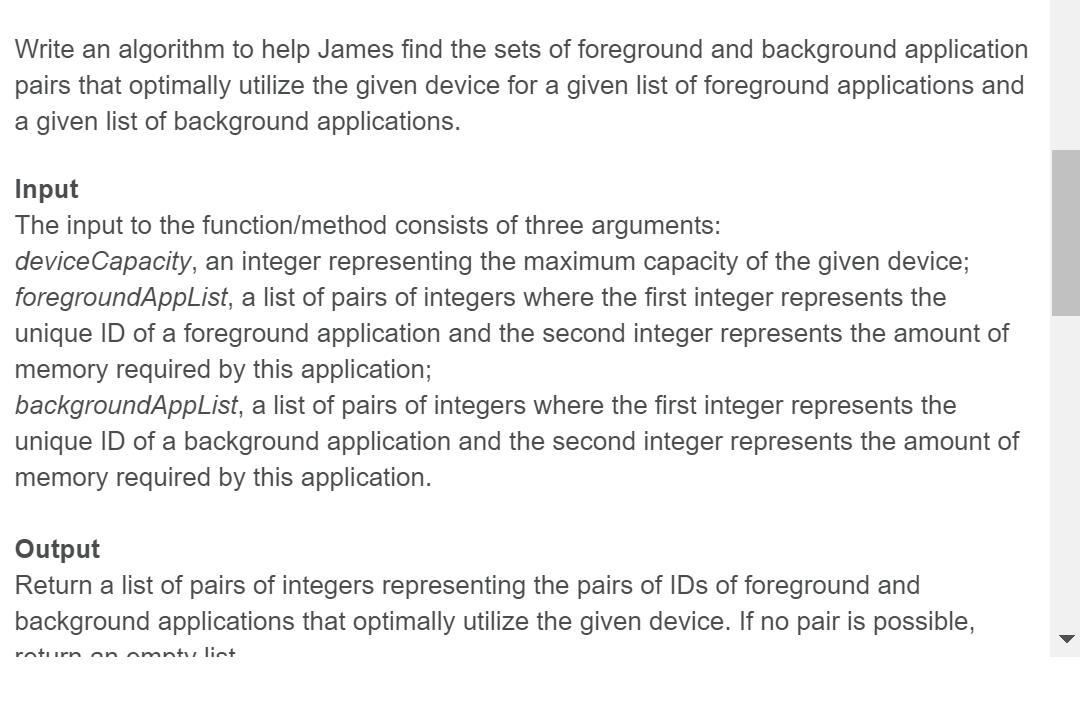 Write an algorithm to help James find the sets of foreground and background application
pairs that optimally utilize the given device for a given list of foreground applications and
a given list of background applications.
Input
The input to the function/method consists of three arguments:
deviceCapacity, an integer representing the maximum capacity of the given device;
foregroundAppList, a list of pairs of integers where the first integer represents the
unique ID of a foreground application and the second integer represents the amount of
memory required by this application;
backgroundAppList, a list of pairs of integers where the first integer represents the
unique ID of a background application and the second integer represents the amount of
memory required by this application.
Output
Return a list of pairs of integers representing the pairs of IDs of foreground and
background applications that optimally utilize the given device. If no pair is possible,
return an empty list